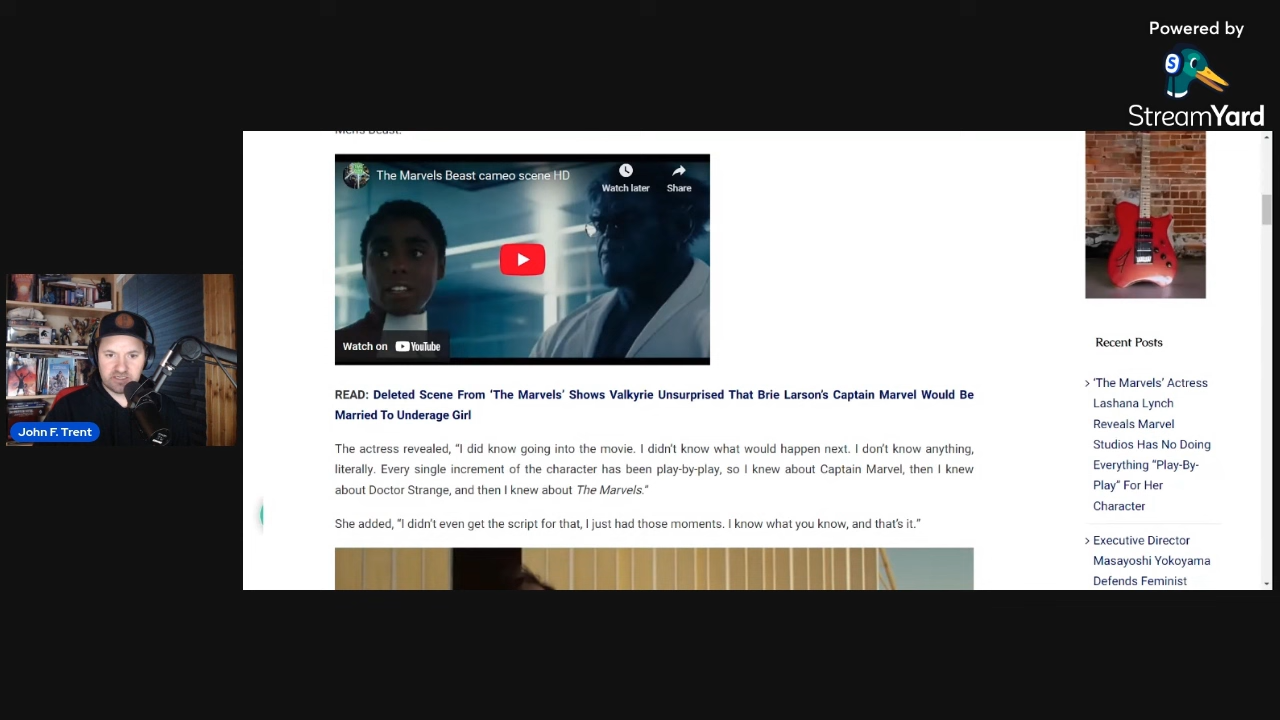 Powered by
S
StreamYard
Men's Beast.
The Marvels Beast cameo scene HD
Watch later
Share
Watch on YouTube
READ: Deleted Scene From ‘The Marvels’ Shows Valkyrie Unsurprised That Brie Larson’s Captain Marvel Would Be
Married To Underage Girl
The actress revealed, “I did know going into the movie. I didn’t know what would happen next. I don’t know anything,
literally. Every single increment of the character has been play-by-play, so I knew about Captain Marvel, then I knew
about Doctor Strange, and then I knew about The Marvels.”
She added, “I didn’t even get the script for that, I just had those moments. I know what you know, and that’s it.”
John F. Trent
Recent Posts
‘The Marvels’ Actress
Lashana Lynch
Reveals Marvel
Studios Has No Doing
Everything “Play-By-
Play” For Her
Character
Executive Director
Masayoshi Yokoyama
Defends Feminist